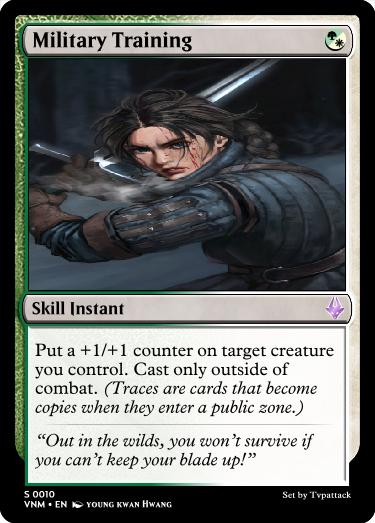 Military Training
Skill Instant
Put a +1/+1 counter on target creature
you control. Cast only outside of
combat. (Traces are cards that become
copies when they enter a public zone.)
“Out in the wilds, you won’t survive if
you can’t keep your blade up!”
S 0010
VNM • EN YOUNG KWAN HWANG
Set by Tvpattack